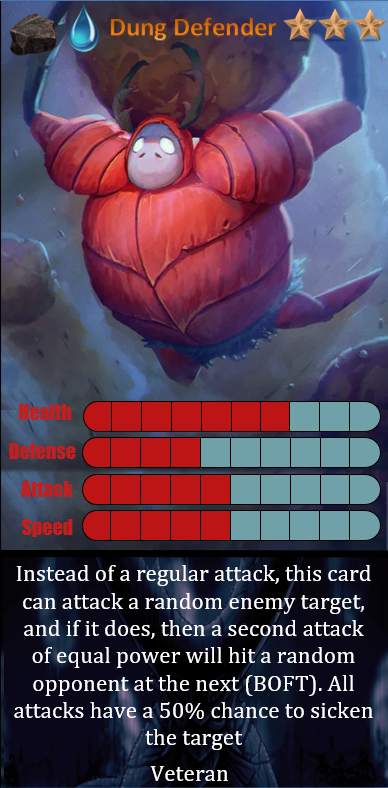 Dung Defender
Health
Defense
Attack
Speed
Instead of a regular attack, this card
can attack a random enemy target,
and if it does, then a second attack
of equal power will hit a random
opponent at the next (BOFT). All
attacks have a 50% chance to sicken
the target
Veteran